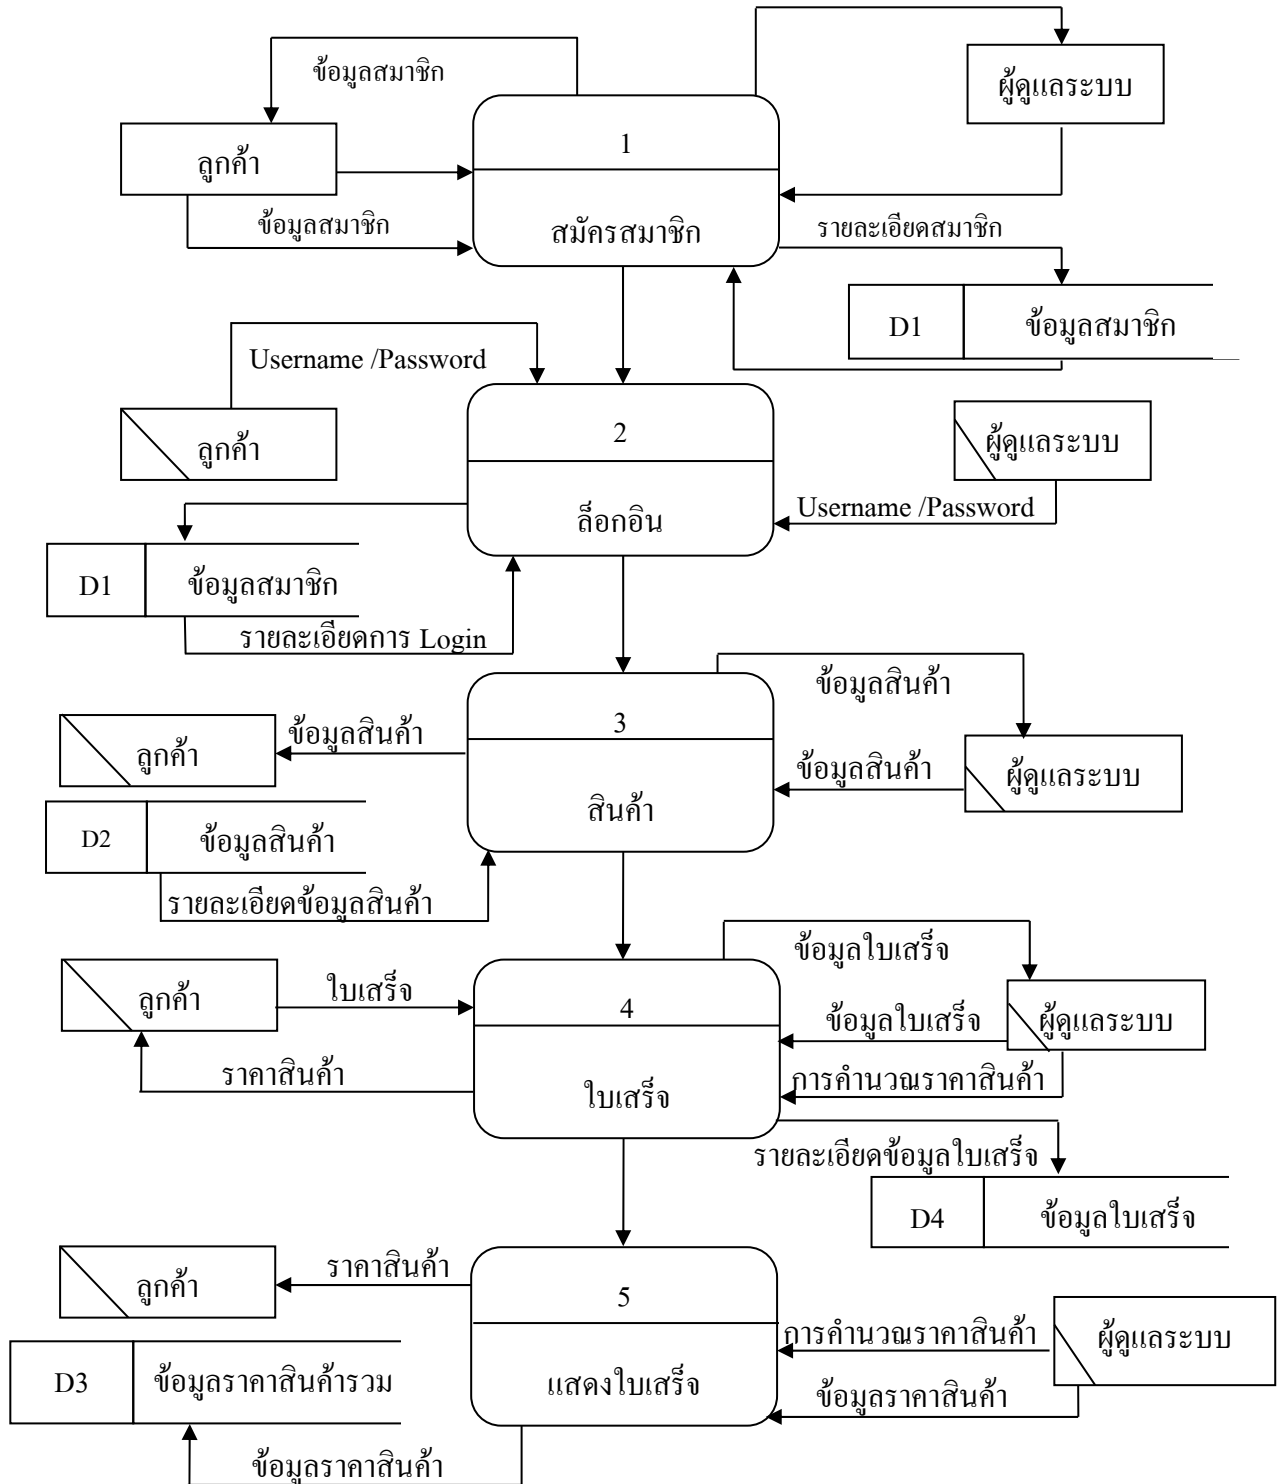 ข้อมูลสมาชิก
ผู้ดูแลระบบ
ลูกค้า
1
สมัครสมาชิก
ข้อมูลสมาชิก
รายละเอียดสมาชิก
D1
ข้อมูลสมาชิก
Username /Password
ลูกค้า
2
ล็อกอิน
ผู้ดูแลระบบ
Username /Password
D1
ข้อมูลสมาชิก
รายละเอียดการ Login
ข้อมูลสินค้า
ลูกค้า
ข้อมูลสินค้า
3
สินค้า
ข้อมูลสินค้า
ผู้ดูแลระบบ
D2
ข้อมูลสินค้า
รายละเอียดข้อมูลสินค้า
ข้อมูลใบเสร็จ
ลูกค้า
ใบเสร็จ
4
ใบเสร็จ
ข้อมูลใบเสร็จ
ผู้ดูแลระบบ
ราคาสินค้า
การคำนวณราคาสินค้า
รายละเอียดข้อมูลใบเสร็จ
D4
ข้อมูลใบเสร็จ
ลูกค้า
ราคาสินค้า
5
แสดงใบเสร็จ
การคำนวณราคาสินค้า
ผู้ดูแลระบบ
D3
ข้อมูลราคาสินค้ารวม
ข้อมูลราคาสินค้า
ข้อมูลราคาสินค้า